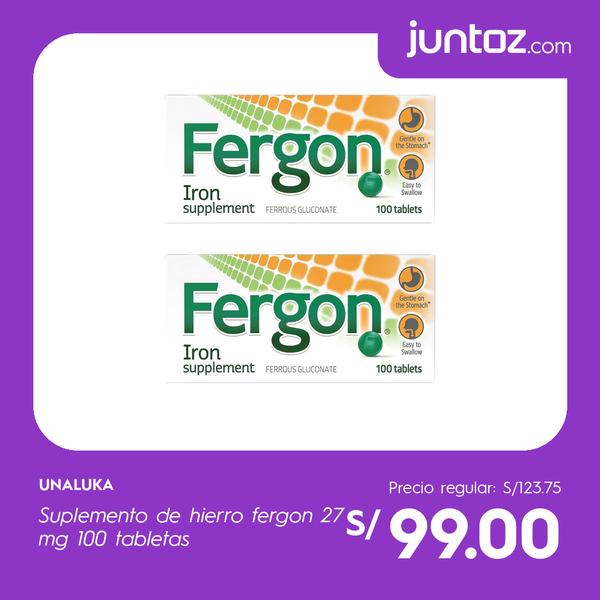 juntoz.com
Fergon®
Gentle on
the Stomach*
Easy to
Swallow
Iron
supplement FERROUS GLUCONATE 100 tablets
Fergon®
Gentle on
the Stomach*
Easy to
Swallow
Iron
supplement FERROUS GLUCONATE 100 tablets
UNALUKA
Precio regular: S/123.75
Suplemento de hierro fergon 27
mg 100 tabletas
S/ 99.00